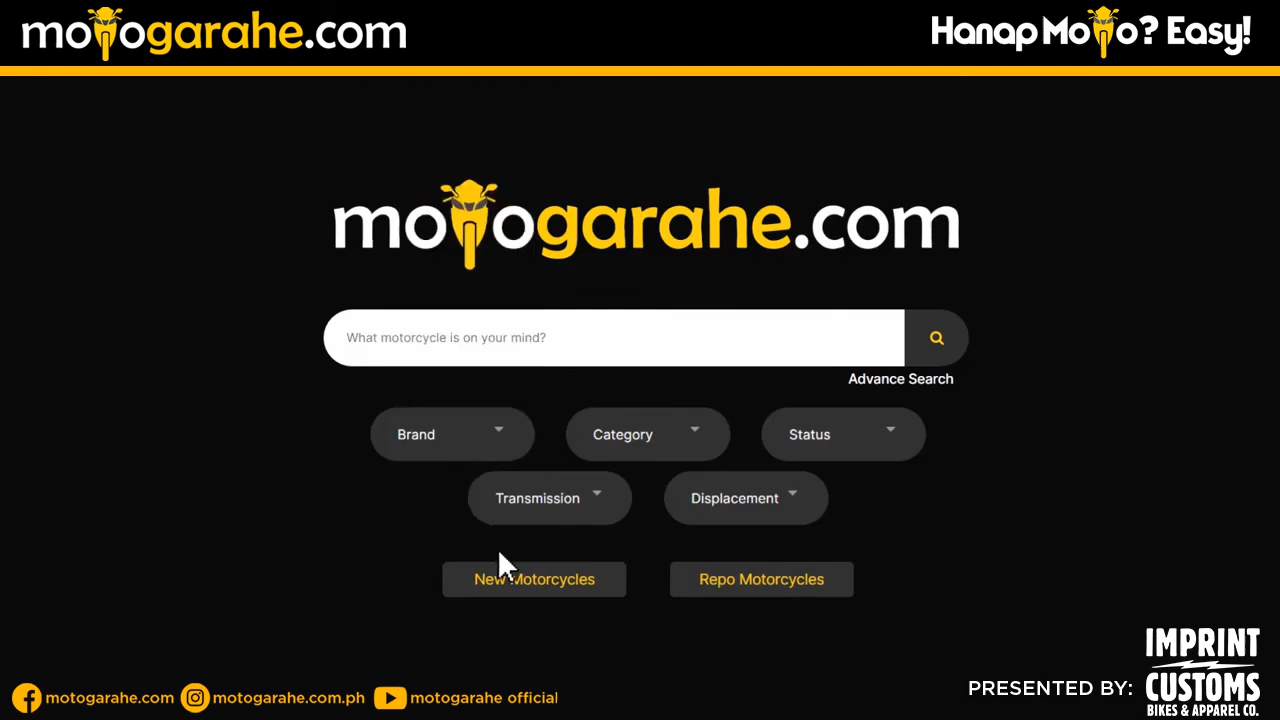 motogarahe.com
Hanap Moto? Easy!
motogarahe.com
What motorcycle is on your mind?
Advance Search
Brand
Category
Status
Transmission
Displacement
New Motorcycles
Repo Motorcycles
motogarahe.com
motogarahe.com.ph
motogarahe official
PRESENTED BY:
IMPRINT
CUSTOMS
BIKES & APPAREL CO.